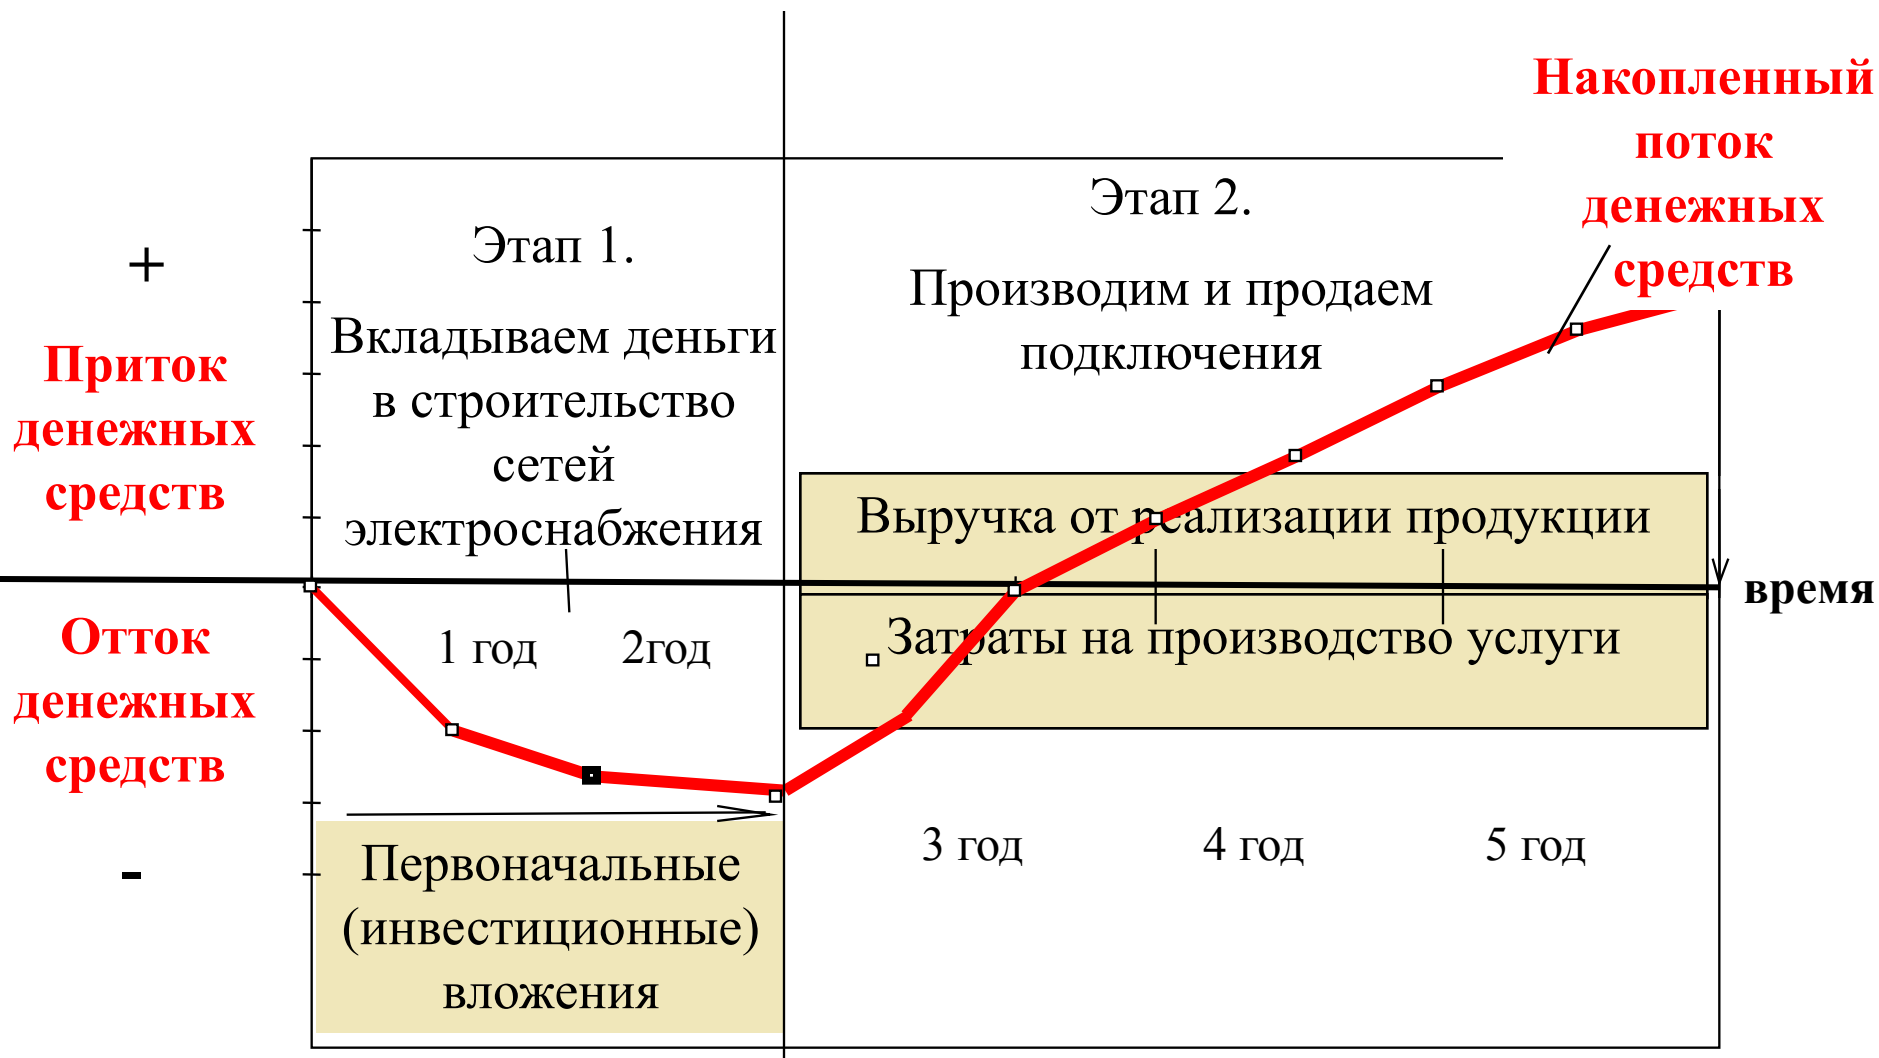 Накопленный
поток
денежных
средств
Этап 1.
Вкладываем деньги
в строительство
сетей
электроснабжения
Этап 2.
Производим и продаем
подключения
+
Приток
денежных
средств
Выручка от реализации продукции
время
Отток
денежных
средств
1 год
2год
Затраты на производство услуги
3 год
4 год
5 год
-
Первоначальные
(инвестиционные)
вложения